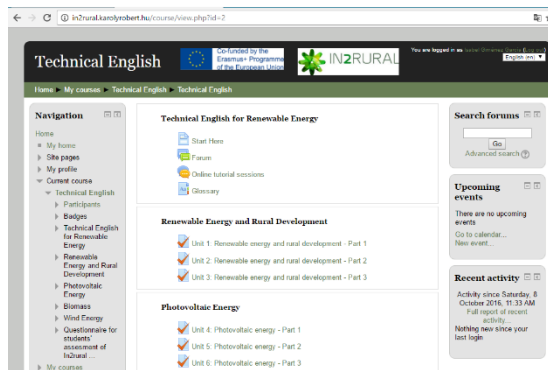 in2rural.karolyrobert.hu/course/view.php?id=2
Technical English
Co-funded by the
Erasmus+ Programme
of the European Union
IN2RURAL
You are logged in as
English (en)
Home ► My courses ► Technical English ► Technical English
Navigation
Home
My home
Site pages
My profile
Current course
Technical English
Participants
Badges
Technical English
for Renewable
Energy
Renewable
Energy and Rural
Development
Photovoltaic
Energy
Biomass
Wind Energy
Questionnaire for
students'
assesment of
In2rural ...
My courses
Technical English for Renewable Energy
Start Here
Forum
Online tutorial sessions
Glossary
Renewable Energy and Rural Development
Unit 1: Renewable energy and rural development - Part 1
Unit 2: Renewable energy and rural development - Part 2
Unit 3: Renewable energy and rural development - Part 3
Photovoltaic Energy
Unit 4: Photovoltaic energy - Part 1
Unit 5: Photovoltaic energy - Part 2
Unit 6: Photovoltaic energy - Part 3
Search forums
Go
Advanced search
Upcoming
events
There are no upcoming
events
Go to calendar...
New event...
Recent activity
Activity since Saturday, 8
October 2016, 11:33 AM
Full report of recent
activity...
Nothing new since your
last login